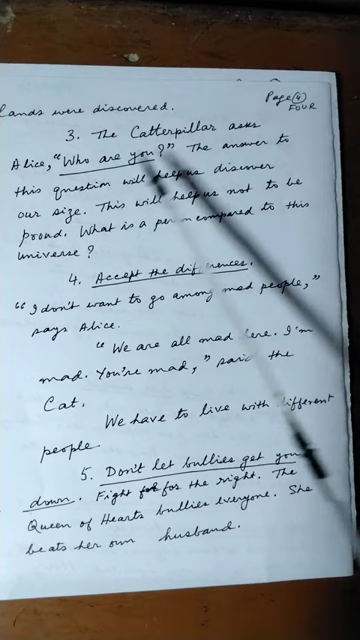 Page (4)
FOUR
lands were discovered.
3. The Catterpillar asks
Alice, "Who are you?" The answer to
this question will help us discover
our size. This will help us not to be
proud. What is a person compared to this
universe?
4. Accept the differences.
"I don't want to go among mad people,"
says Alice.
"We are all mad here. I'm
mad. You're mad," said the
Cat.
We have to live with different
people
5. Don't let bullies get you
down. Fight for the right. The
Queen of Hearts bullies everyone. She
beats her own husband.